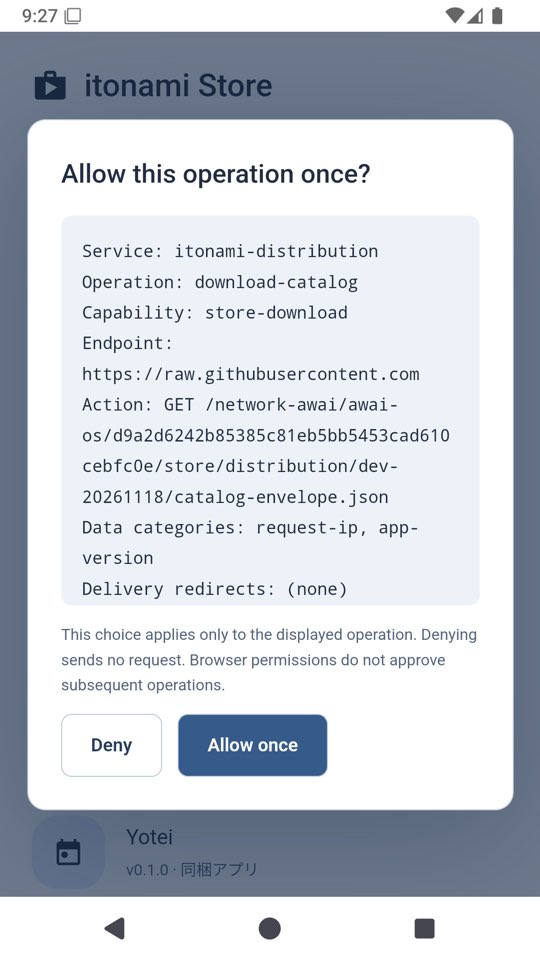 9:27
itonami Store
Allow this operation once?
Service: itonami-distribution
Operation: download-catalog
Capability: store-download
Endpoint:
https://raw.githubusercontent.com
Action: GET /network-awai/awai-
os/d9a2d6242b85385c81eb5bb5453cad610
cebfc0e/store/distribution/dev-
20261118/catalog-envelope.json
Data categories: request-ip, app-
version
Delivery redirects: (none)
This choice applies only to the displayed operation. Denying
sends no request. Browser permissions do not approve
subsequent operations.
Deny
Allow once
Yotei
v0.1.0 · 同梱アプリ